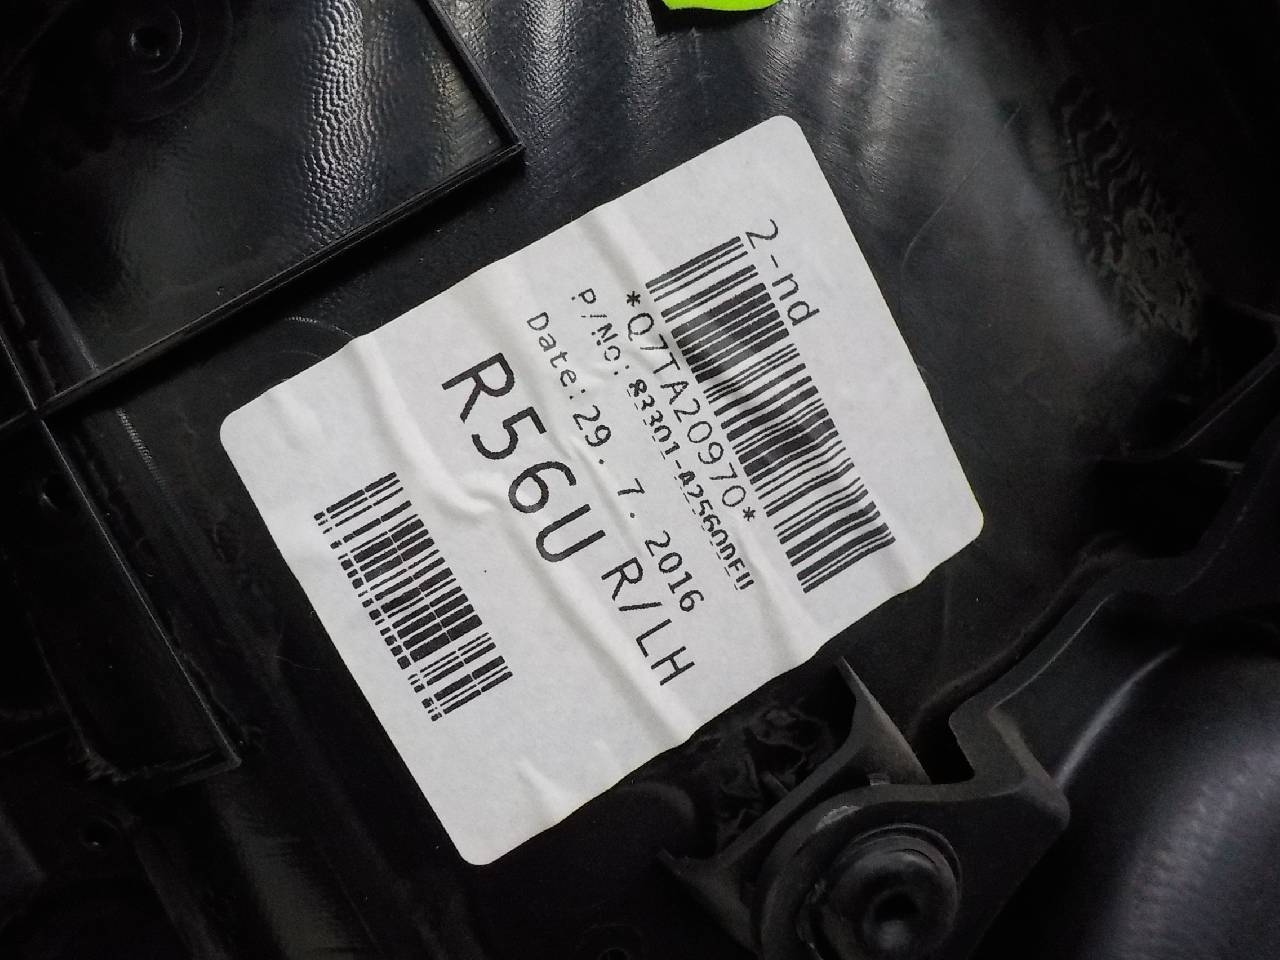 2-nd
*Q7TA20970*
P/No: 83301-A2560DFU
Date: 29. 7. 2016
R56U R/LH